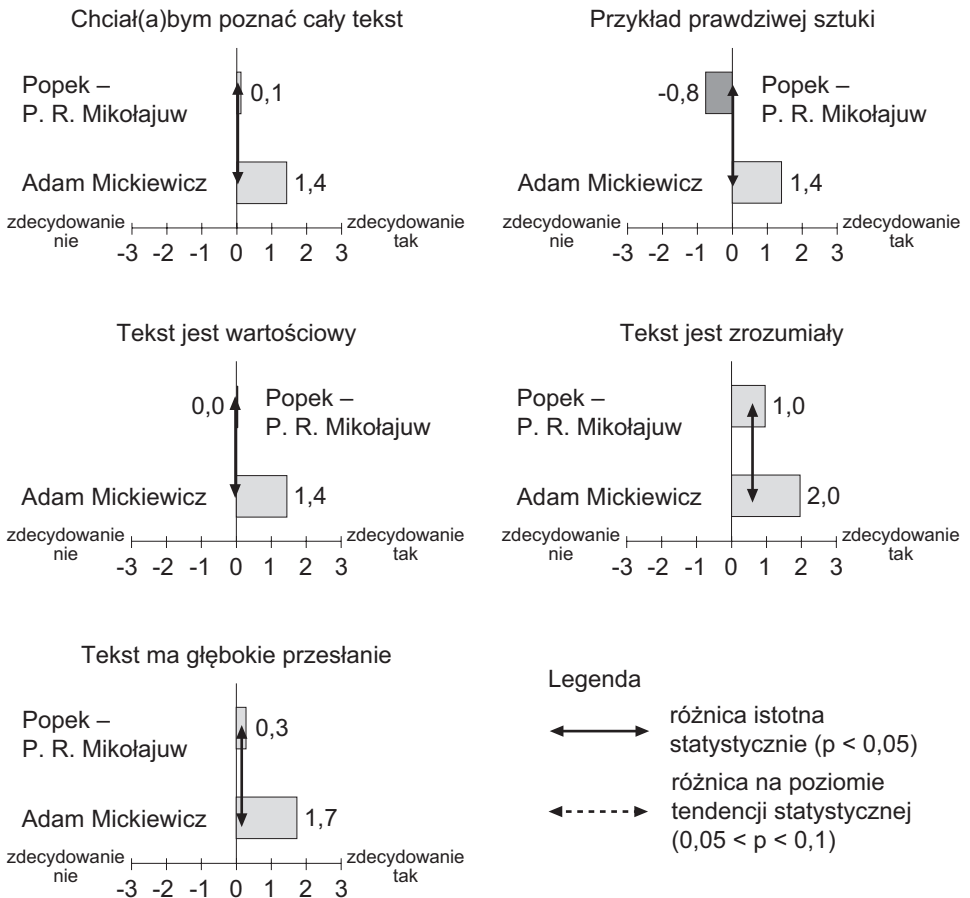 Chciał(a)bym poznać cały tekst
Popek –
P. R. Mikołajuw
0,1
Adam Mickiewicz
1,4
zdecydowanie
nie
zdecydowanie
tak
-3 -2 -1 0 1 2 3
Przykład prawdziwej sztuki
-0,8
Popek –
P. R. Mikołajuw
Adam Mickiewicz
1,4
zdecydowanie
nie
zdecydowanie
tak
-3 -2 -1 0 1 2 3
Tekst jest wartościowy
0,0
Popek –
P. R. Mikołajuw
Adam Mickiewicz
1,4
zdecydowanie
nie
zdecydowanie
tak
-3 -2 -1 0 1 2 3
Tekst jest zrozumiały
Popek –
P. R. Mikołajuw
1,0
Adam Mickiewicz
2,0
zdecydowanie
nie
zdecydowanie
tak
-3 -2 -1 0 1 2 3
Tekst ma głębokie przesłanie
Popek –
P. R. Mikołajuw
0,3
Adam Mickiewicz
1,7
zdecydowanie
nie
zdecydowanie
tak
-3 -2 -1 0 1 2 3
Legenda
różnica istotna
statystycznie (p < 0,05)
różnica na poziomie
tendencji statystycznej
(0,05 < p < 0,1)